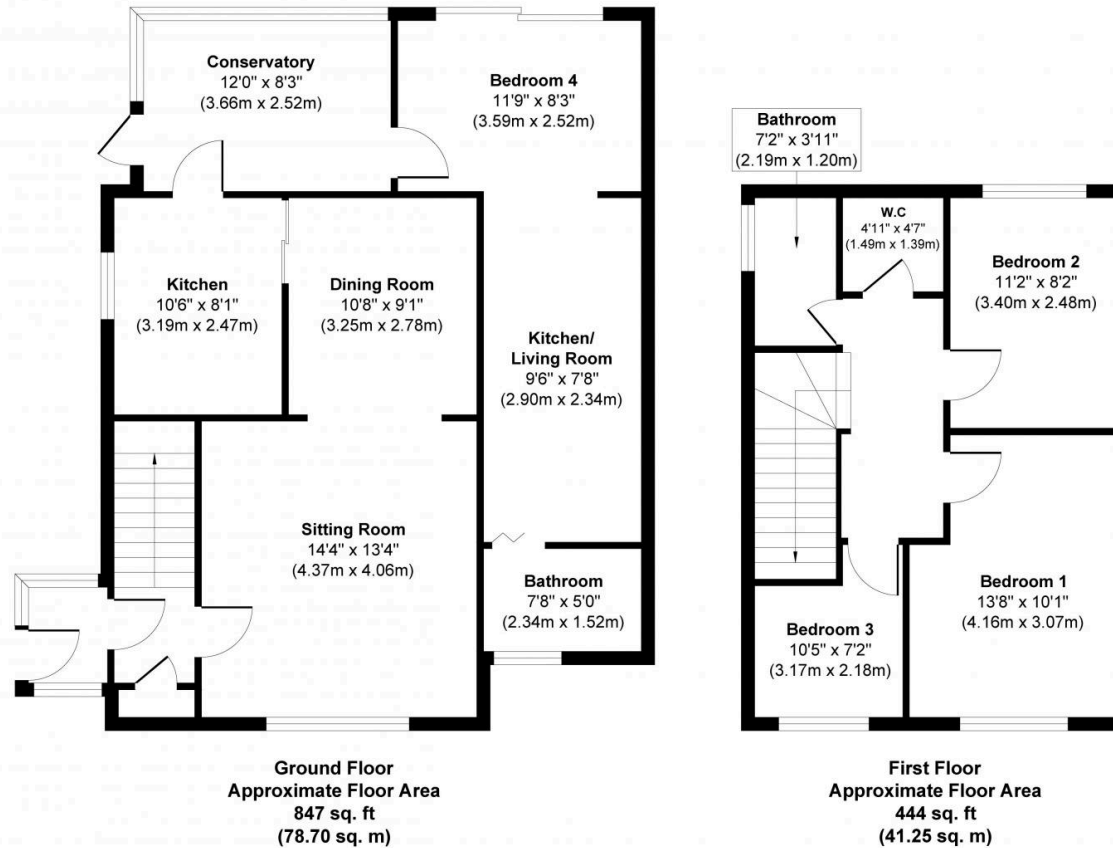 Conservatory
12'0" x 8'3"
(3.66m x 2.52m)
Bedroom 4
11'9" x 8'3"
(3.59m x 2.52m)
Kitchen
10'6" x 8'1"
(3.19m x 2.47m)
Dining Room
10'8" x 9'1"
(3.25m x 2.78m)
Kitchen/
Living Room
9'6" x 7'8"
(2.90m x 2.34m)
Sitting Room
14'4" x 13'4"
(4.37m x 4.06m)
Bathroom
7'8" x 5'0"
(2.34m x 1.52m)
Ground Floor
Approximate Floor Area
847 sq. ft
(78.70 sq. m)
Bathroom
7'2" x 3'11"
(2.19m x 1.20m)
W.C
4'11" x 4'7"
(1.49m x 1.39m)
Bedroom 2
11'2" x 8'2"
(3.40m x 2.48m)
Bedroom 1
13'8" x 10'1"
(4.16m x 3.07m)
Bedroom 3
10'5" x 7'2"
(3.17m x 2.18m)
First Floor
Approximate Floor Area
444 sq. ft
(41.25 sq. m)